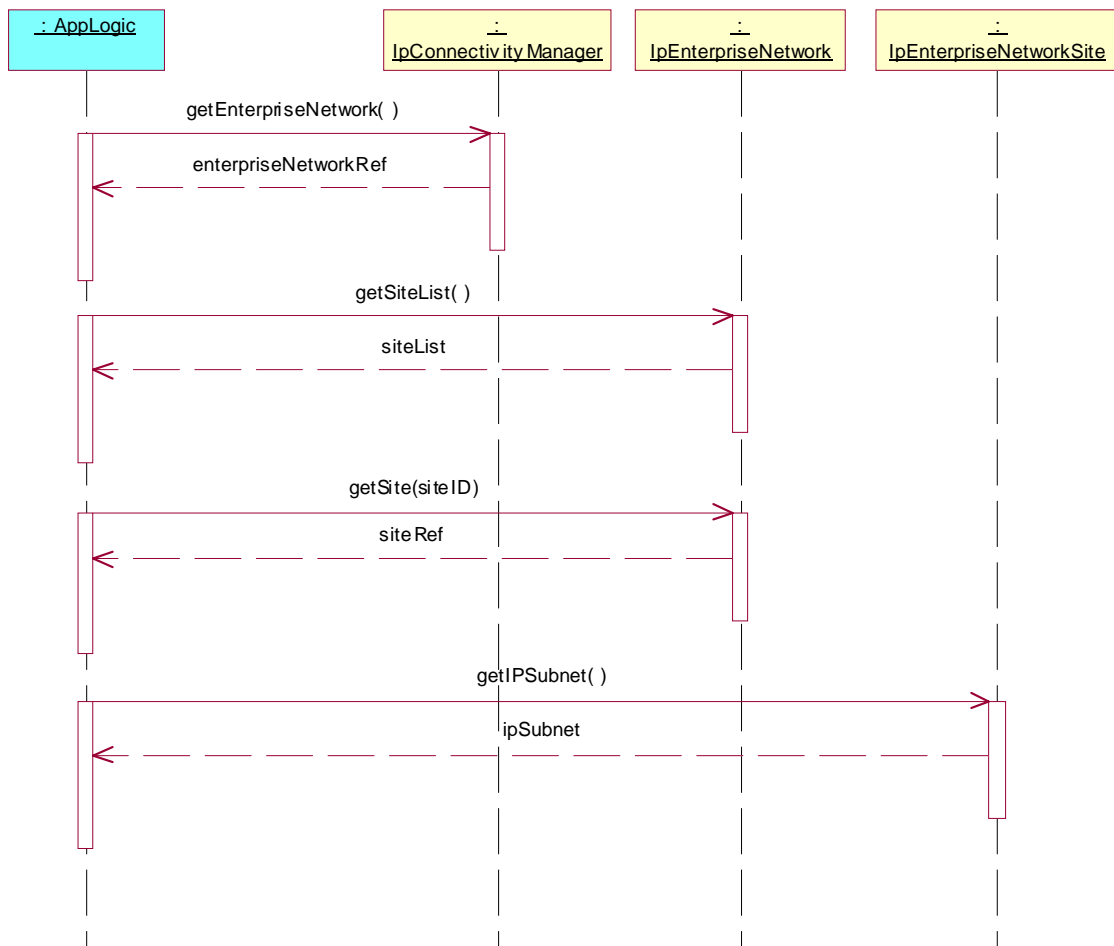 : AppLogic
:
IpConnectivityManager
:
IpEnterpriseNetwork
:
IpEnterpriseNetworkSite
getEnterpriseNetwork( )
enterpriseNetworkRef
getSiteList( )
siteList
getSite(siteID)
siteRef
getIPSubnet( )
ipSubnet